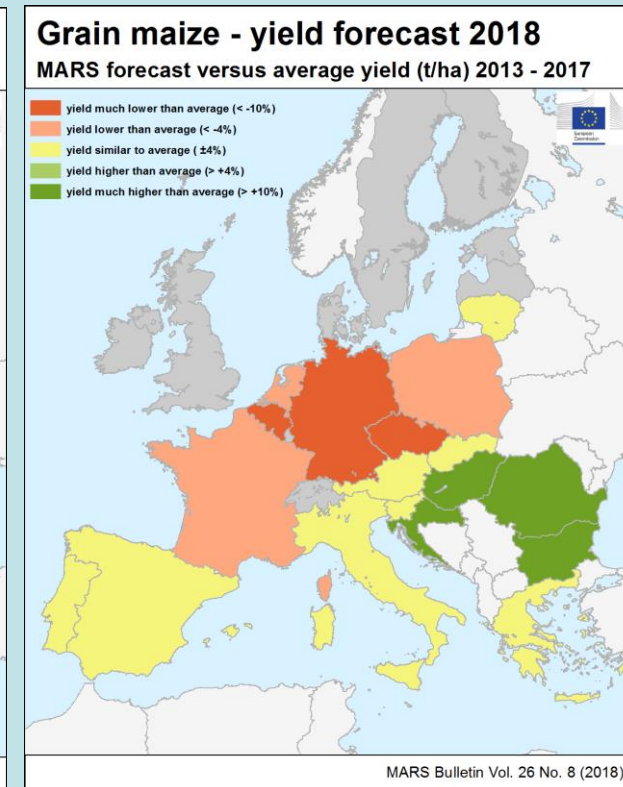 Grain maize - yield forecast 2018
MARS forecast versus average yield (t/ha) 2013 - 2017
yield much lower than average (< -10%)
yield lower than average (< -4%)
yield similar to average ( ±4%)
yield higher than average (> +4%)
yield much higher than average (> +10%)
European
Commission
MARS Bulletin Vol. 26 No. 8 (2018)